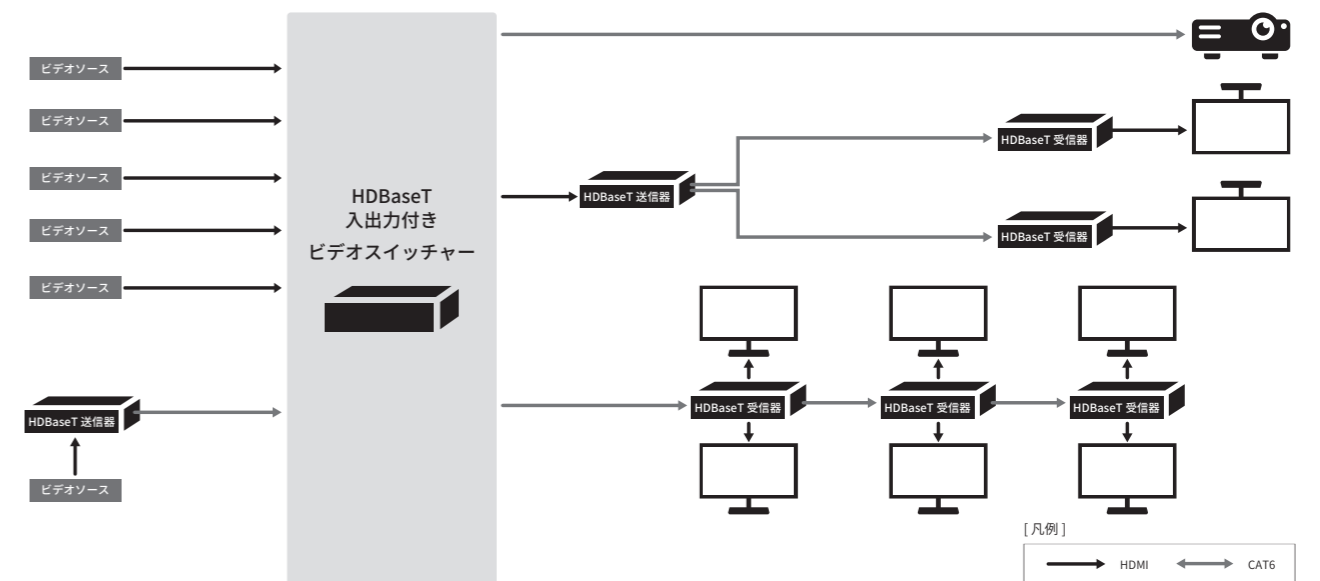 ビデオソース
ビデオソース
ビデオソース
ビデオソース
ビデオソース
HDBaseT 送信器
ビデオソース
HDBaseT
入出力付き
ビデオスイッチャー
HDBaseT 送信器
HDBaseT 受信器
HDBaseT 受信器
HDBaseT 受信器
HDBaseT 受信器
HDBaseT 受信器
[ 凡例 ]
HDMI
CAT6